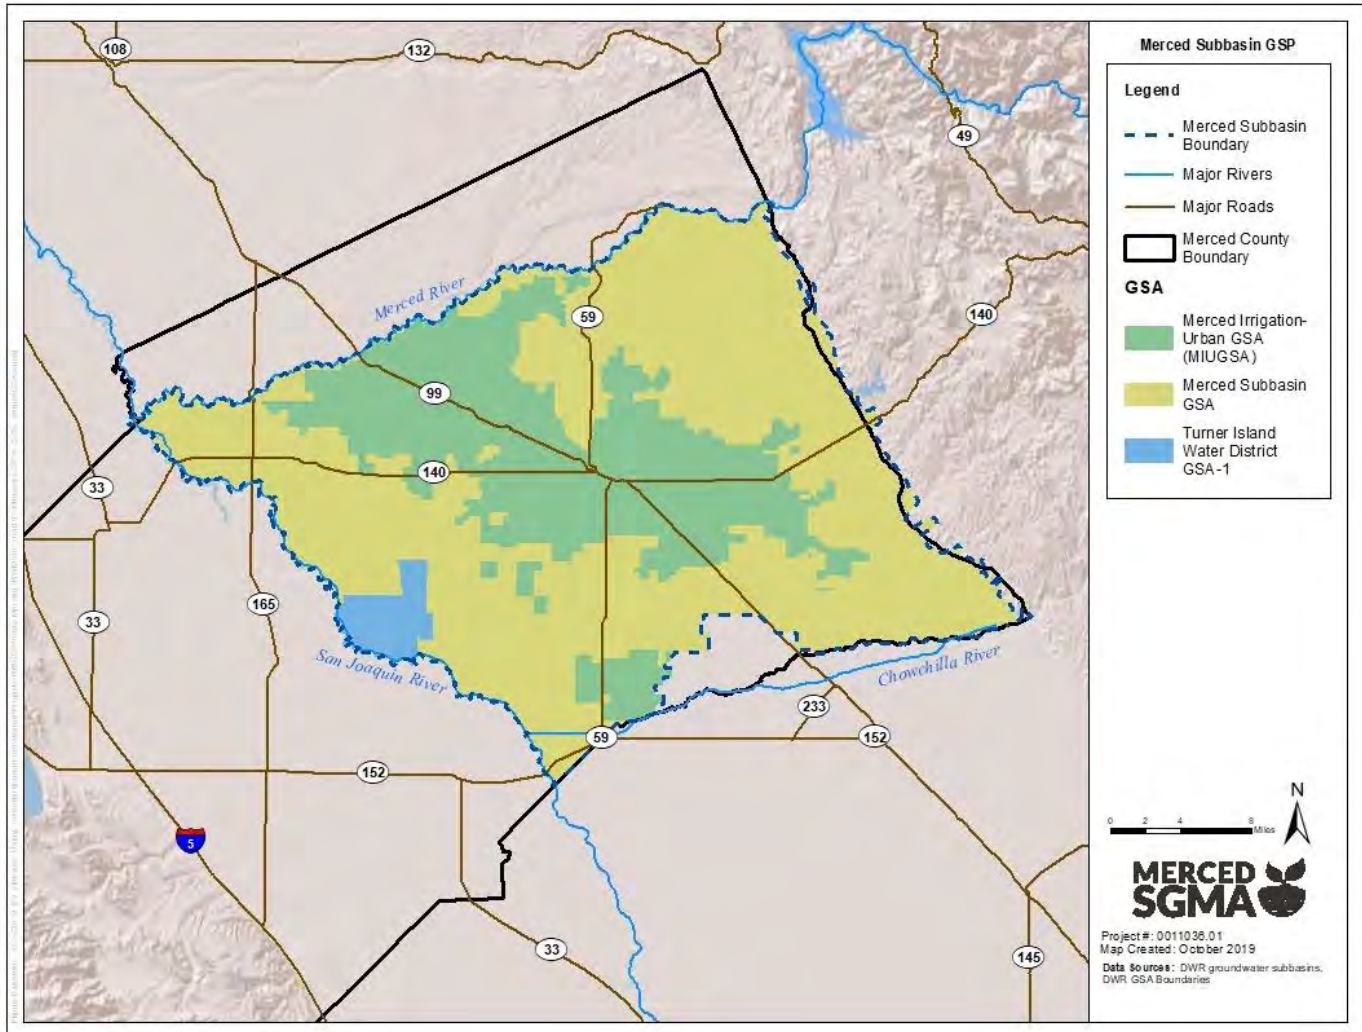 Merced Subbasin GSP
Legend
Merced Subbasin
Boundary
Major Rivers
Major Roads
Merced County
Boundary
GSA
Merced Irrigation-
Urban GSA
(MIUGSA)
Merced Subbasin
GSA
Turner Island
Water District
GSA-1
108
132
49
Merced River
59
140
99
140
33
165
33
San Joaquin River
Chowchilla River
233
59
152
152
5
33
145
N
0 2 4 8
Miles
MERCED
SGMA
Project #: 0011036.01
Map Created: October 2019
Data Sources: DWR groundwater subbasins,
DWR GSA Boundaries